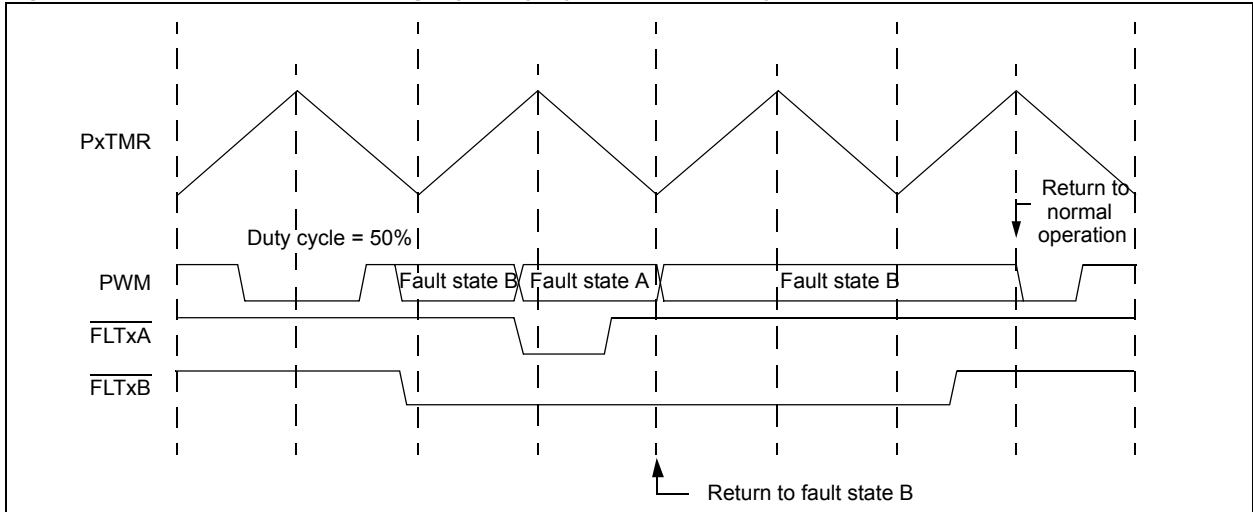 PxTMR
Return to
normal
operation
Duty cycle = 50%
PWM
Fault state B
Fault state A
Fault state B
FLTxA
FLTxB
Return to fault state B